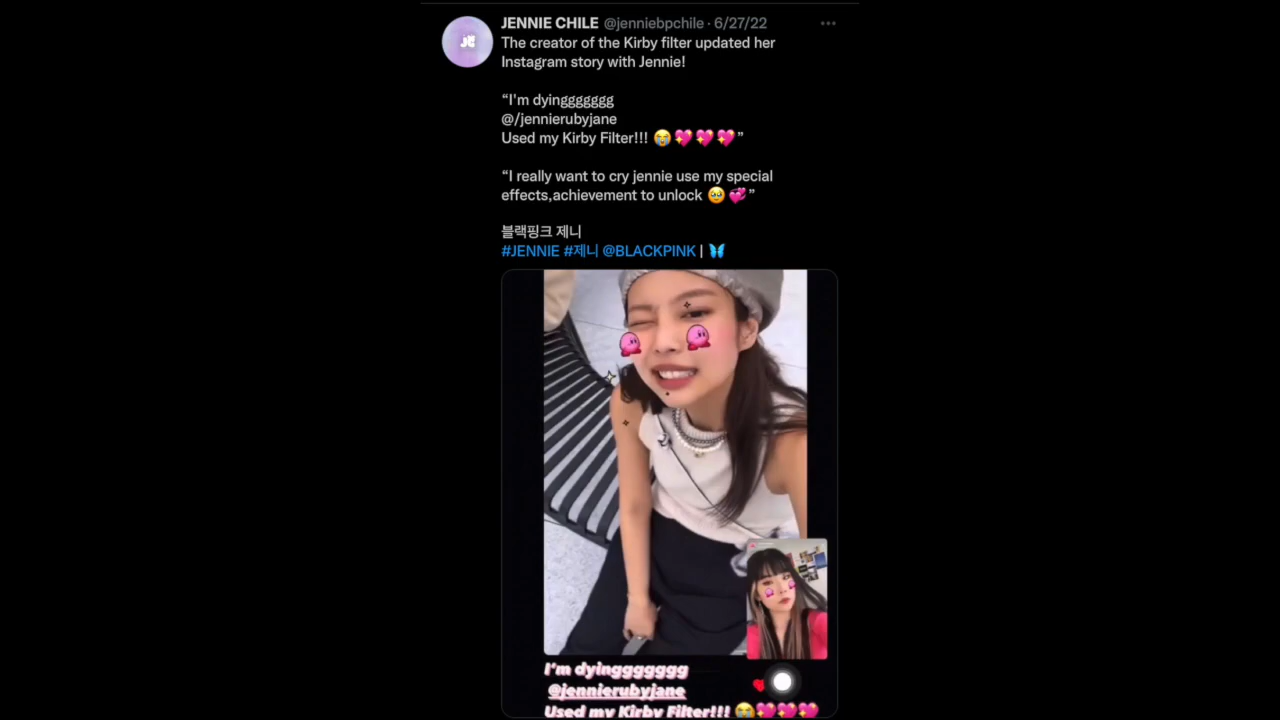 JENNIE CHILE @jenniebpchile · 6/27/22
The creator of the Kirby filter updated her
Instagram story with Jennie!
“I'm dyinggggggg
@/jennierubyjane
Used my Kirby Filter!!! 😭💖💖💖”
“I really want to cry jennie use my special
effects,achievement to unlock 🥹💞”
블랙핑크 제니
#JENNIE #제니 @BLACKPINK | 🦋
I'm dyinggggggg
@jennierubyjane
Used my Kirby Filter!!! 😭💖💖💖